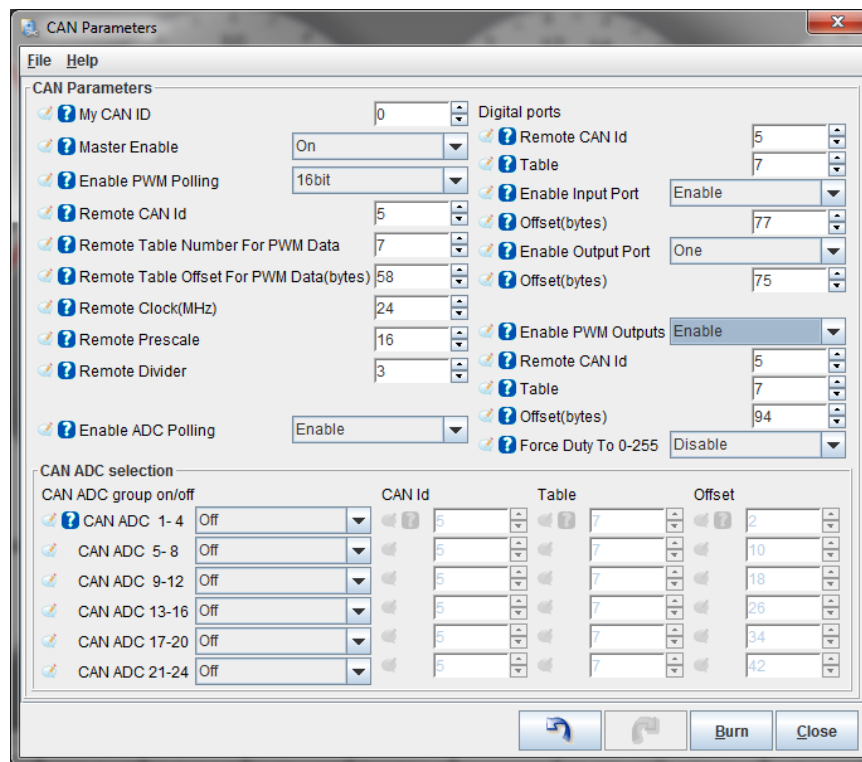 CAN Parameters
File Help
CAN Parameters
My CAN ID 0
Master Enable On
Enable PWM Polling 16bit
Remote CAN Id 5
Remote Table Number For PWM Data 7
Remote Table Offset For PWM Data(bytes) 58
Remote Clock(MHz) 24
Remote Prescale 16
Remote Divider 3
Enable ADC Polling Enable
Digital ports
Remote CAN Id 5
Table 7
Enable Input Port Enable
Offset(bytes) 77
Enable Output Port One
Offset(bytes) 75
Enable PWM Outputs Enable
Remote CAN Id 5
Table 7
Offset(bytes) 94
Force Duty To 0-255 Disable
CAN ADC selection
CAN ADC group on/off CAN Id Table Offset
CAN ADC 1- 4 Off 5 7 2
CAN ADC 5- 8 Off 5 7 10
CAN ADC 9-12 Off 5 7 18
CAN ADC 13-16 Off 5 7 26
CAN ADC 17-20 Off 5 7 34
CAN ADC 21-24 Off 5 7 42
Burn Close